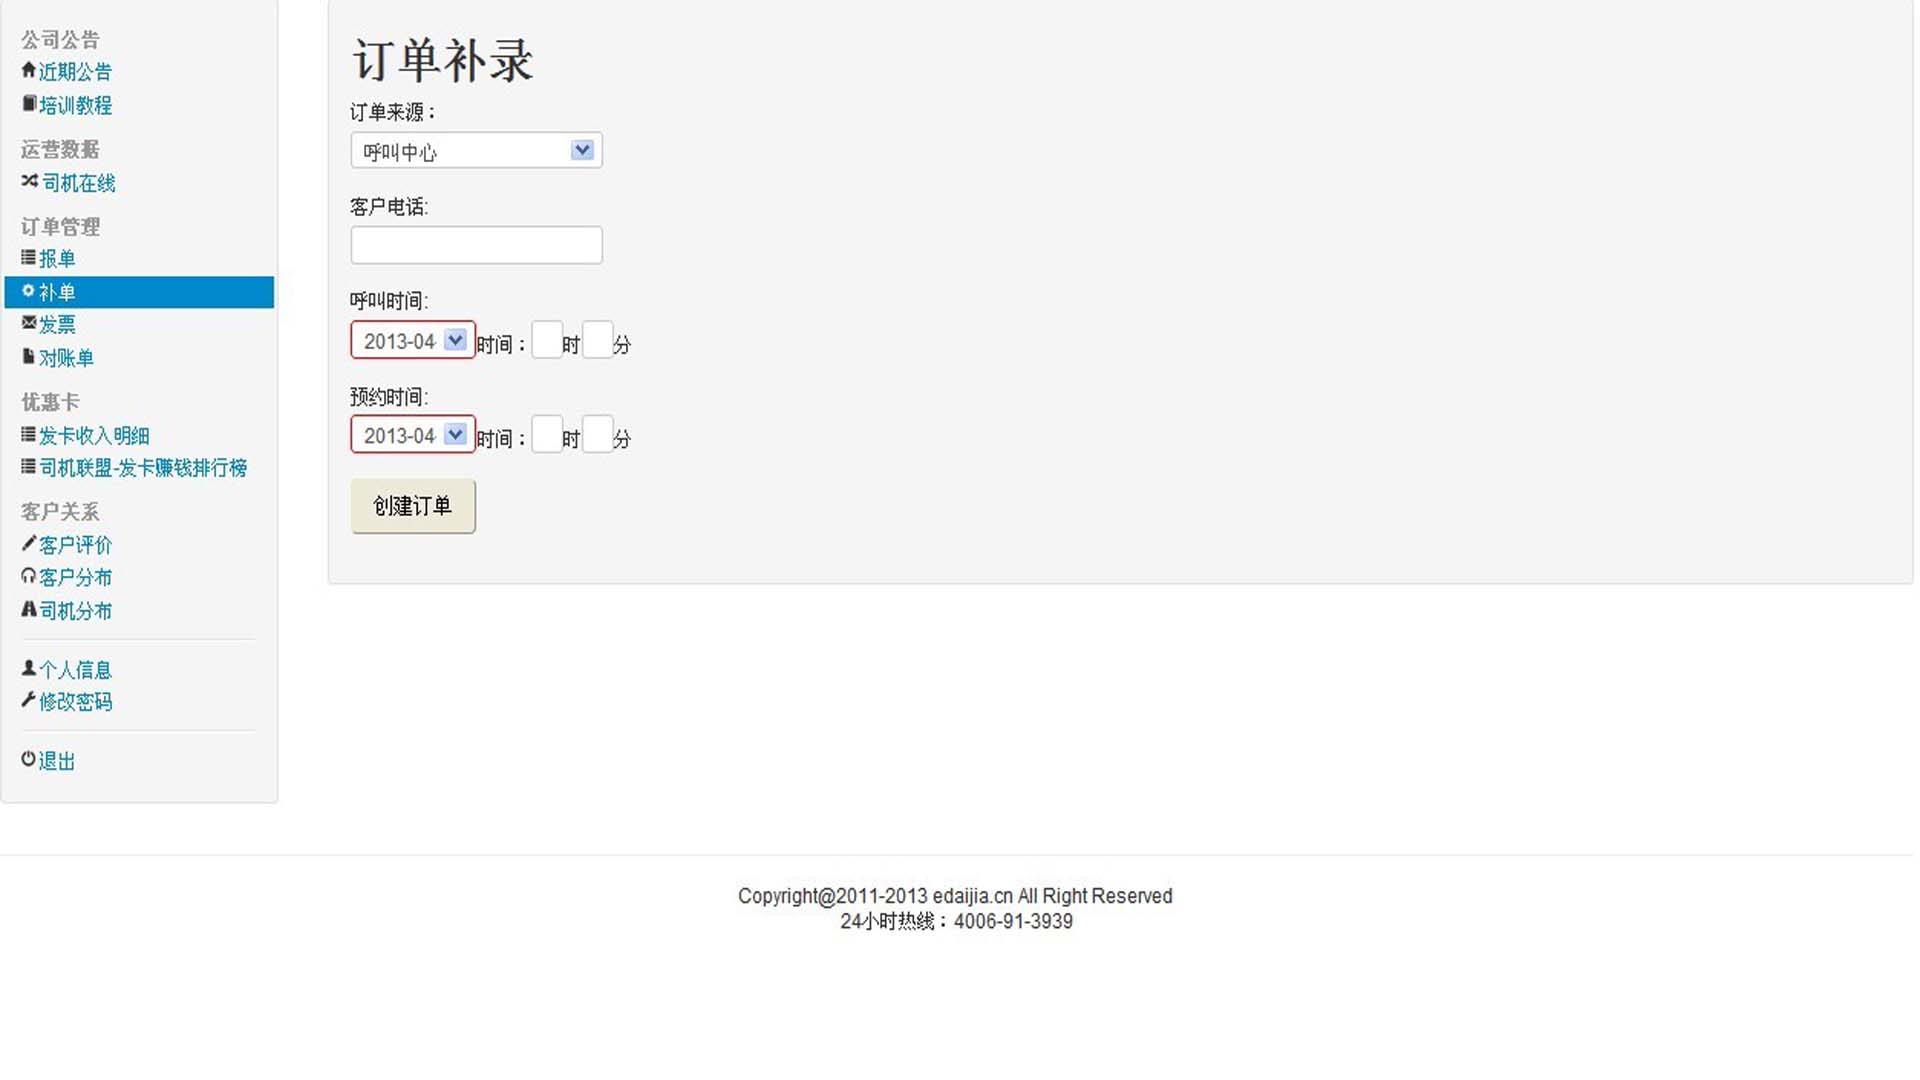 公司公告
近期公告
培训教程
运营数据
司机在线
订单管理
报单
补单
发票
对账单
优惠卡
发卡收入明细
司机联盟-发卡赚钱排行榜
客户关系
客户评价
客户分布
司机分布
个人信息
修改密码
退出
订单补录
订单来源：
呼叫中心
客户电话:
呼叫时间:
2013-04 时间： 时 分
预约时间:
2013-04 时间： 时 分
创建订单
Copyright@2011-2013 edaijia.cn All Right Reserved
24小时热线：4006-91-3939